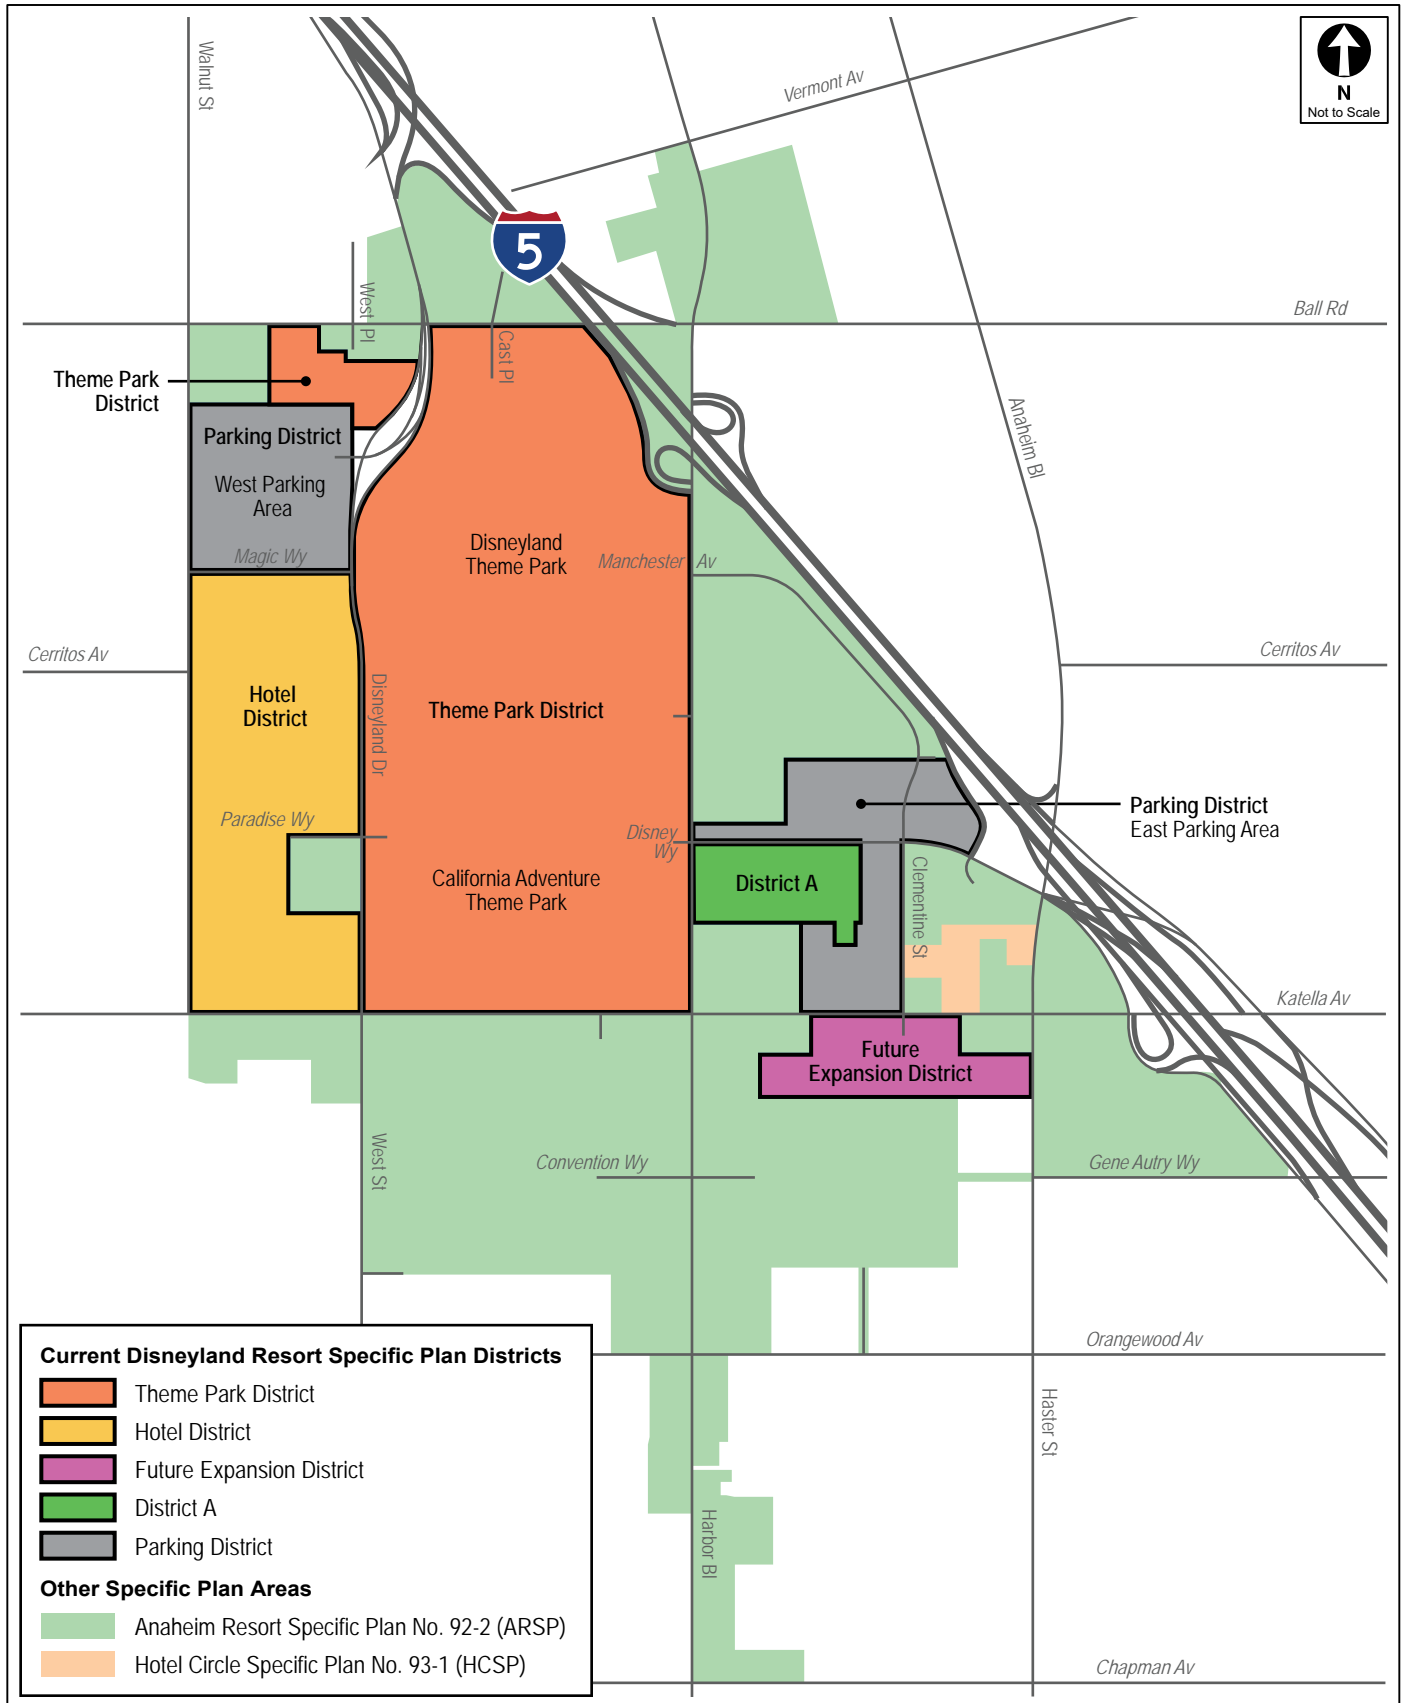 Walnut St
Vermont Av
N
Not to Scale
5
West Pl
Cast Pl
Ball Rd
Theme Park
District
Anaheim Bl
Parking District
West Parking
Area
Magic Wy
Disneyland
Theme Park
Manchester Av
Cerritos Av
Cerritos Av
Hotel
District
Disneyland Dr
Theme Park District
Paradise Wy
Disney
Wy
Parking District
East Parking Area
California Adventure
Theme Park
District A
Clementine St
Katella Av
Future
Expansion District
West St
Convention Wy
Gene Autry Wy
Orangewood Av
Haster St
Harbor Bl
Chapman Av
Current Disneyland Resort Specific Plan Districts
Theme Park District
Hotel District
Future Expansion District
District A
Parking District
Other Specific Plan Areas
Anaheim Resort Specific Plan No. 92-2 (ARSP)
Hotel Circle Specific Plan No. 93-1 (HCSP)